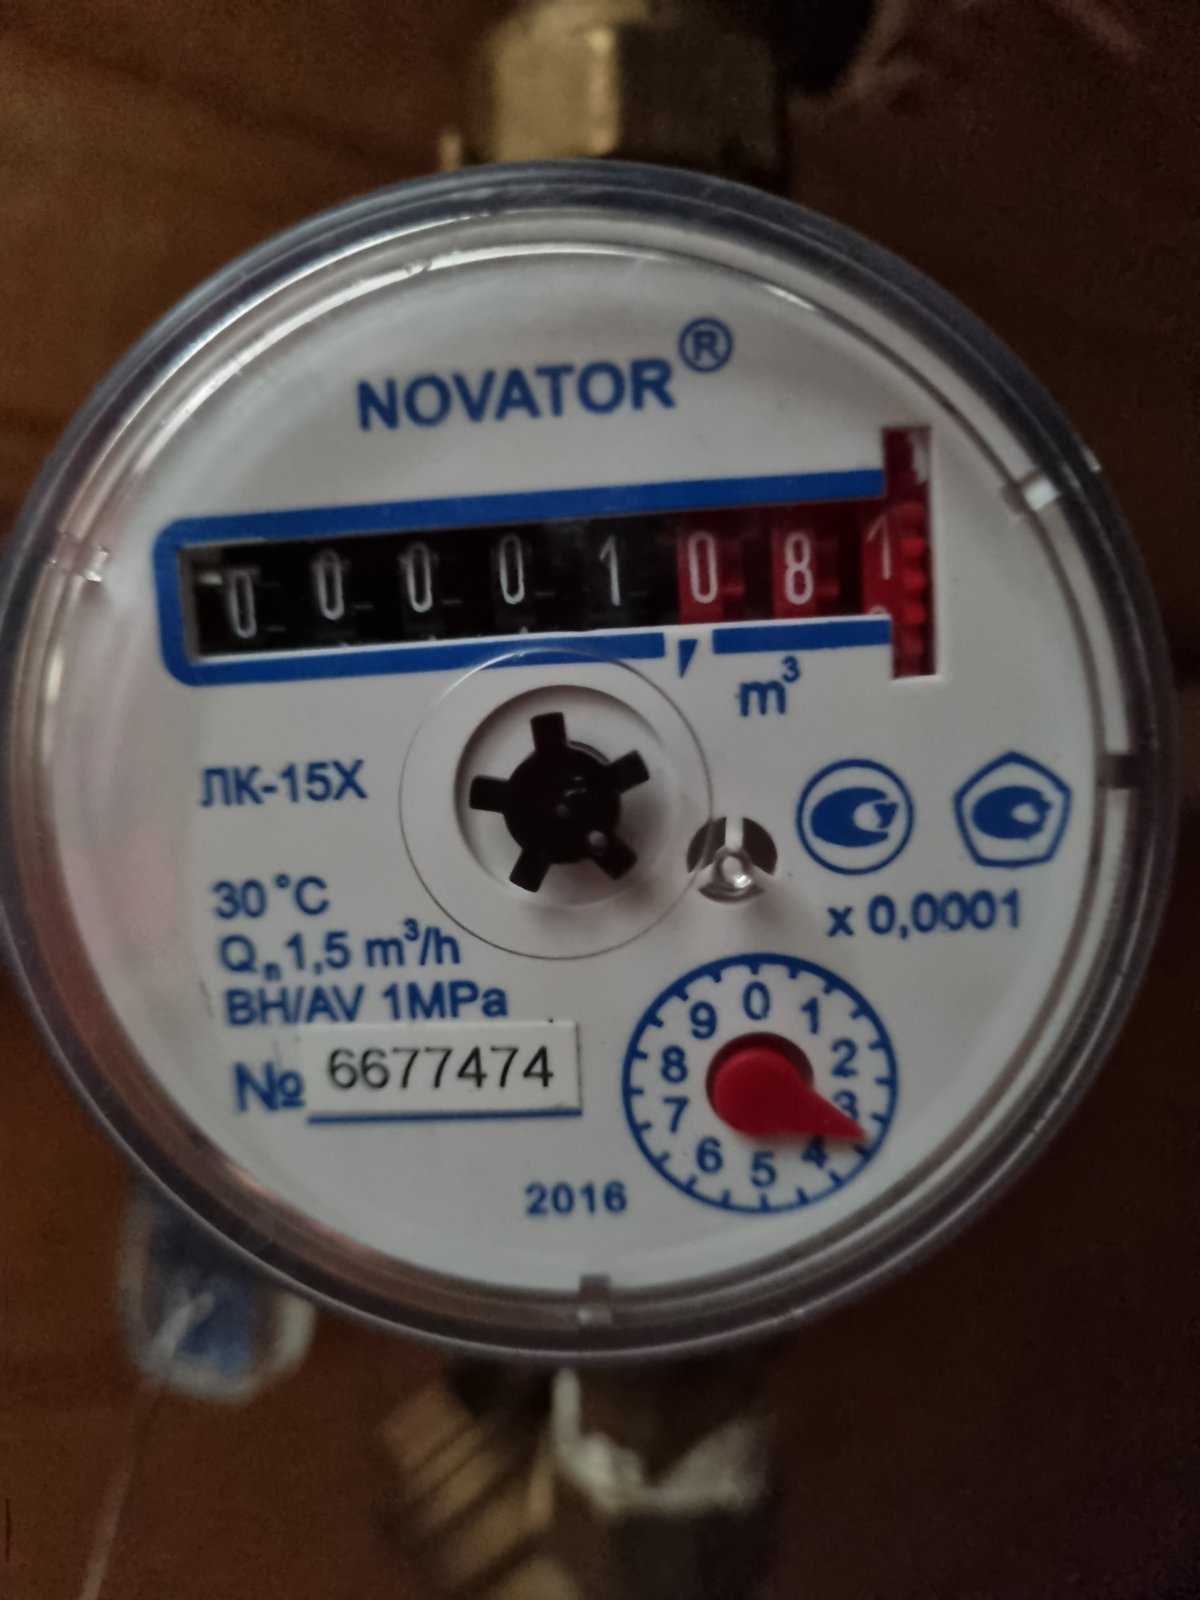 NOVATOR®
00001081
m³
ЛК-15Х
30 °C
Qn 1,5 m³/h
BH/AV 1MPa
№ 6677474
x 0,0001
0 1 2 3 4 5 6 7 8 9
2016